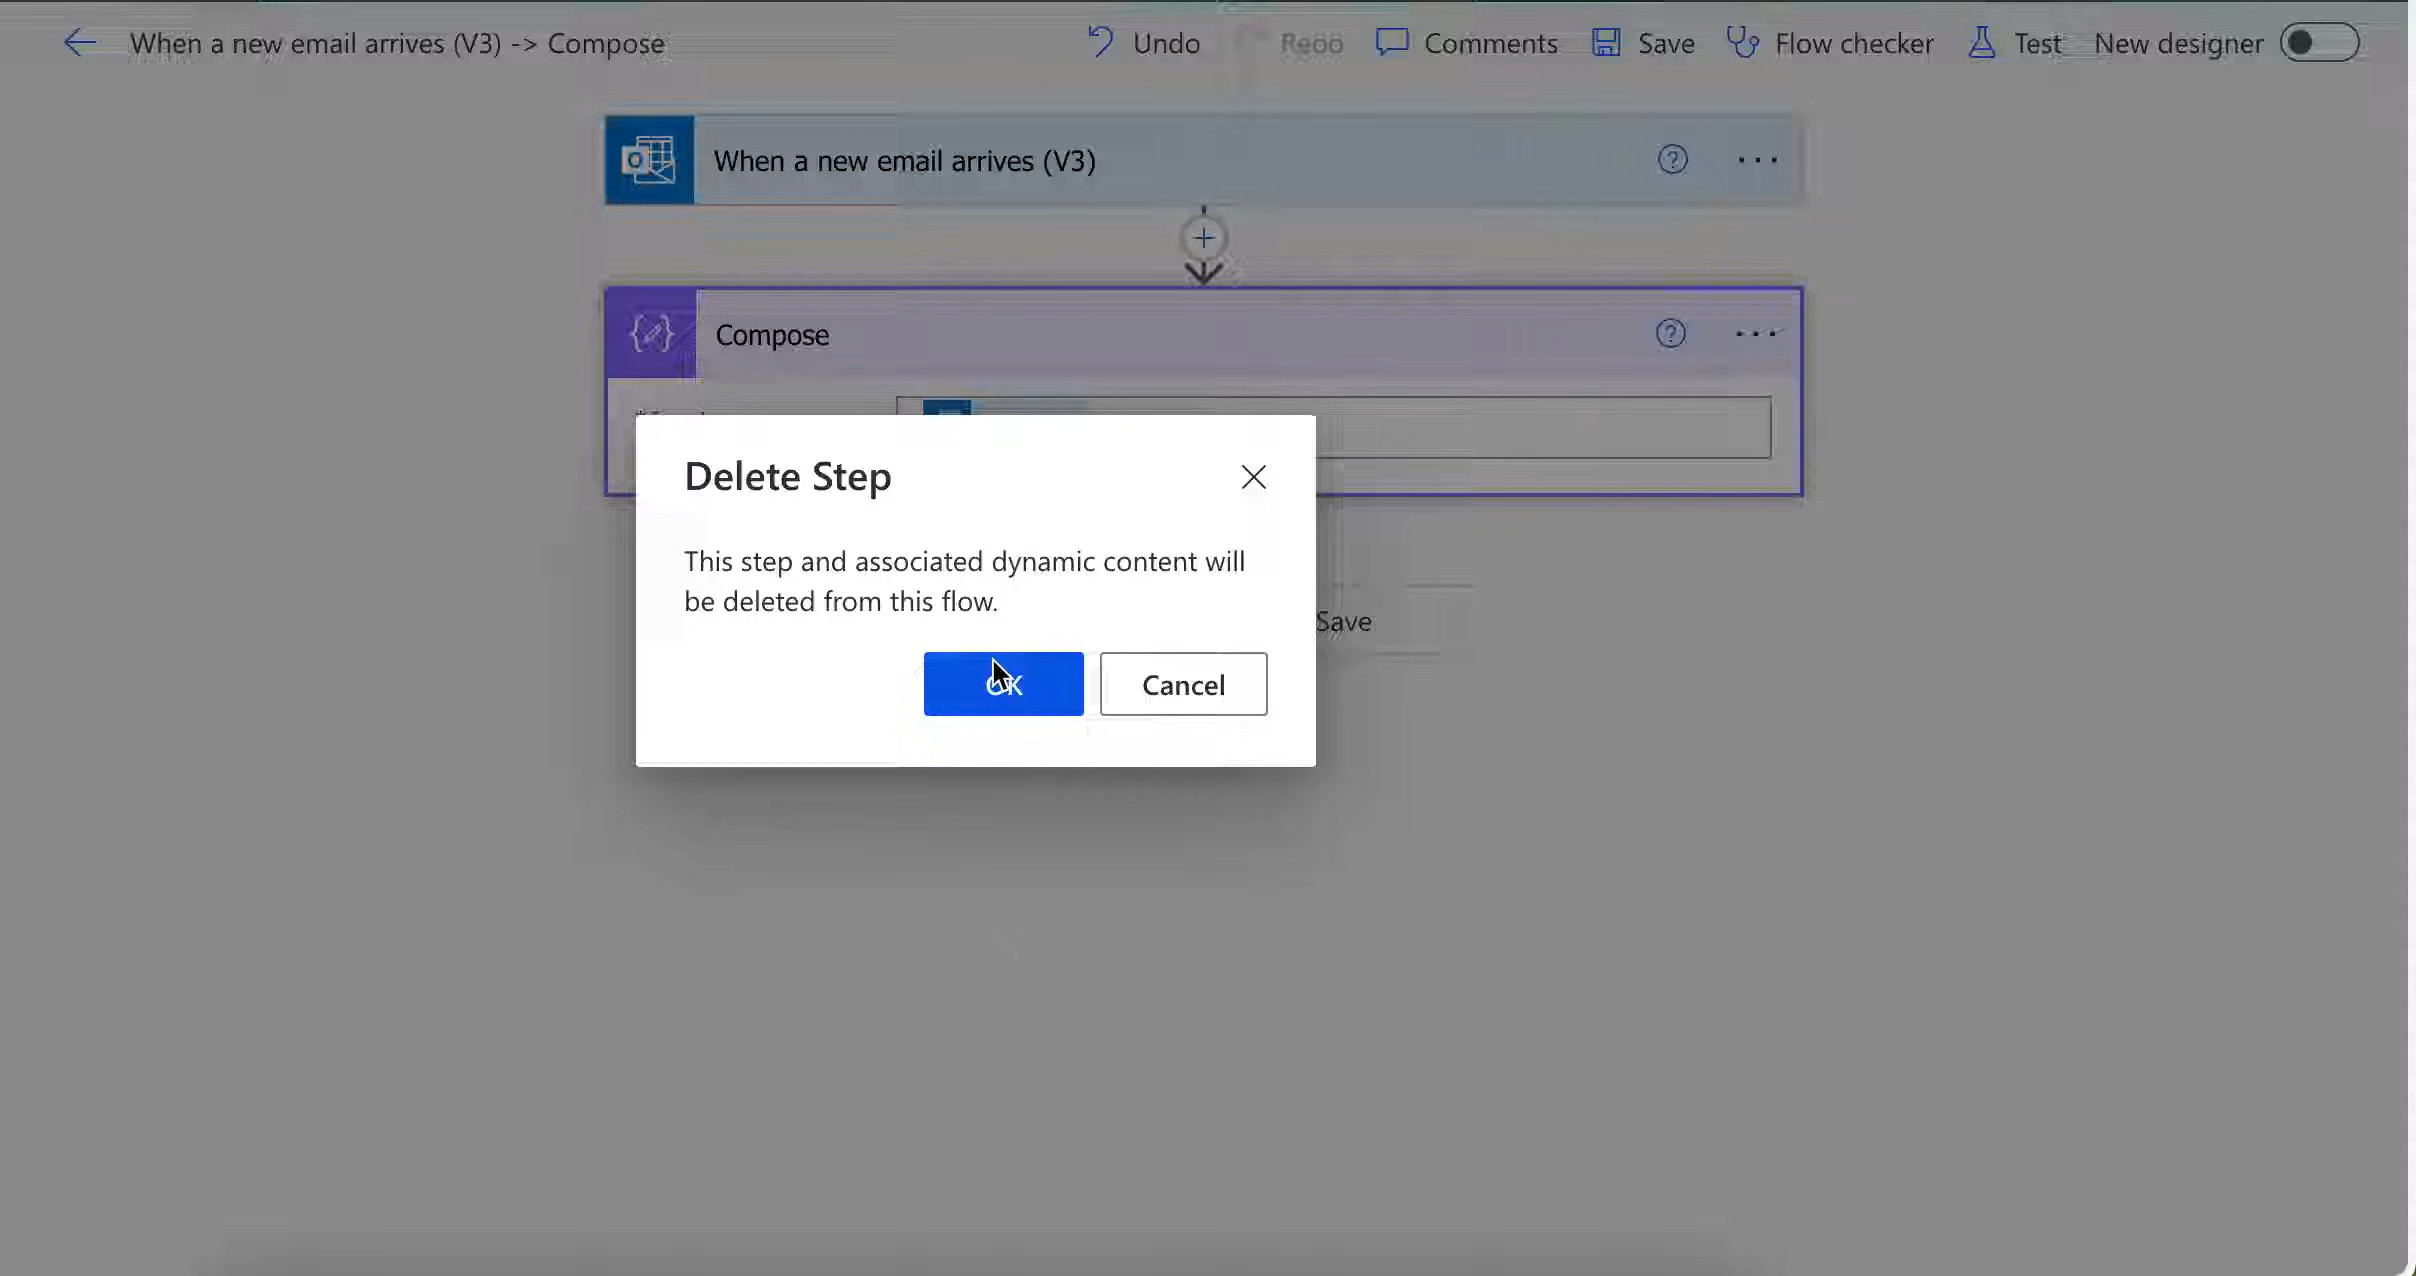 When a new email arrives (V3) -> Compose
Undo
Redo
Comments
Save
Flow checker
Test
New designer
When a new email arrives (V3)
Compose
Delete Step
This step and associated dynamic content will
be deleted from this flow.
Save
OK
Cancel